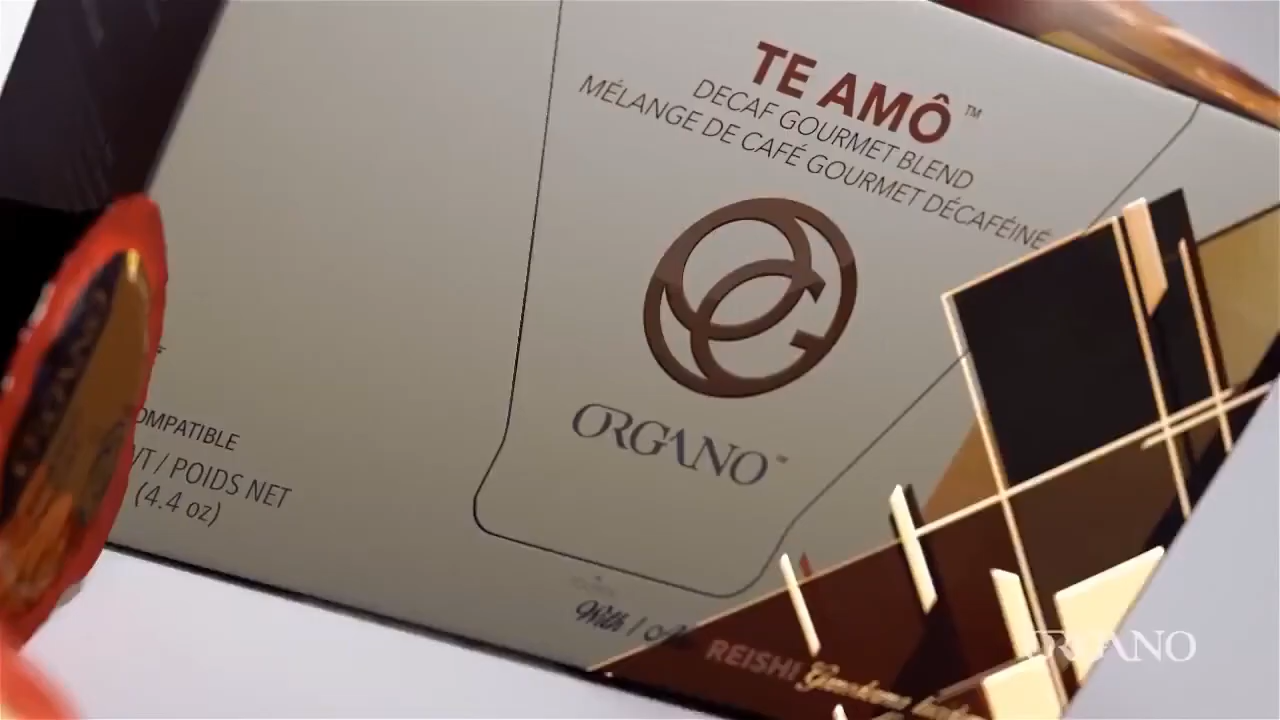 TE AMÔ™
DECAF GOURMET BLEND
MÉLANGE DE CAFÉ GOURMET DÉCAFÉINÉ
ORGANO™
OMPATIBLE
/T / POIDS NET
(4.4 oz)
With /
REISHI
ORGANO